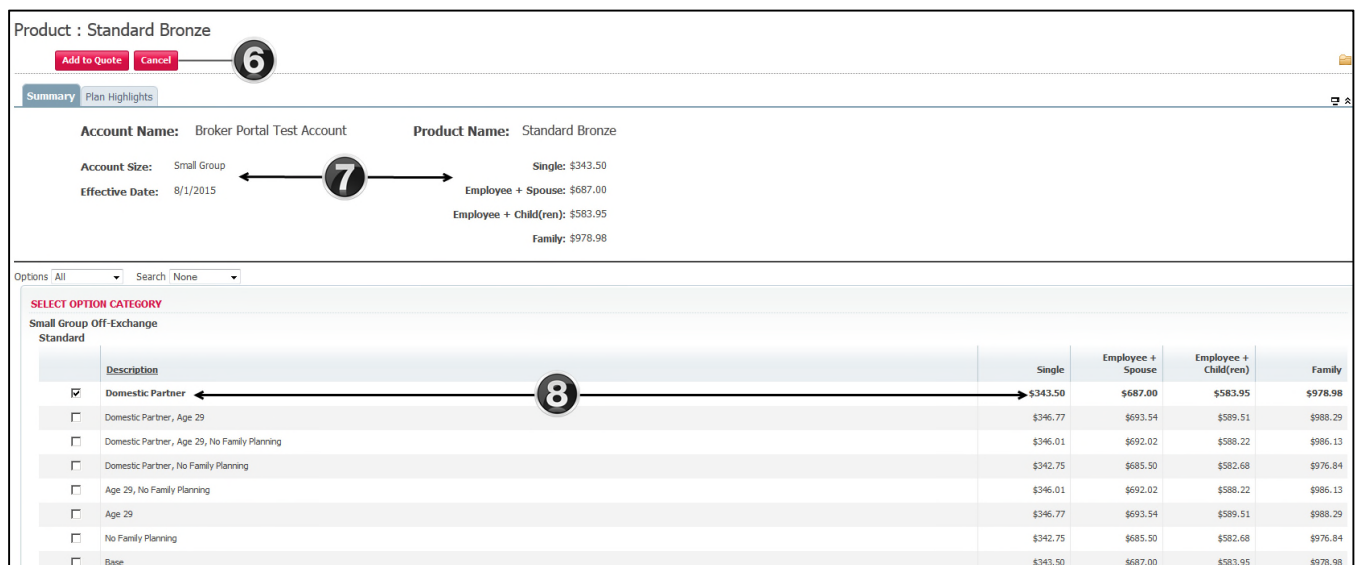 Product : Standard Bronze
Add to Quote Cancel 6
Summary Plan Highlights
Account Name: Broker Portal Test Account Product Name: Standard Bronze
Account Size: Small Group 7 Single: $343.50
Effective Date: 8/1/2015 Employee + Spouse: $687.00
Employee + Child(ren): $583.95
Family: $978.98
Options All Search None
SELECT OPTION CATEGORY
Small Group Off-Exchange
Standard
Description Single Employee + Spouse Employee + Child(ren) Family
Domestic Partner 8 $343.50 $687.00 $583.95 $978.98
Domestic Partner, Age 29 $346.77 $693.54 $589.51 $988.29
Domestic Partner, Age 29, No Family Planning $346.01 $692.02 $588.22 $986.13
Domestic Partner, No Family Planning $342.75 $685.50 $582.68 $976.84
Age 29, No Family Planning $346.01 $692.02 $588.22 $986.13
Age 29 $346.77 $693.54 $589.51 $988.29
No Family Planning $342.75 $685.50 $582.68 $976.84
Base $343.50 $687.00 $583.95 $978.98